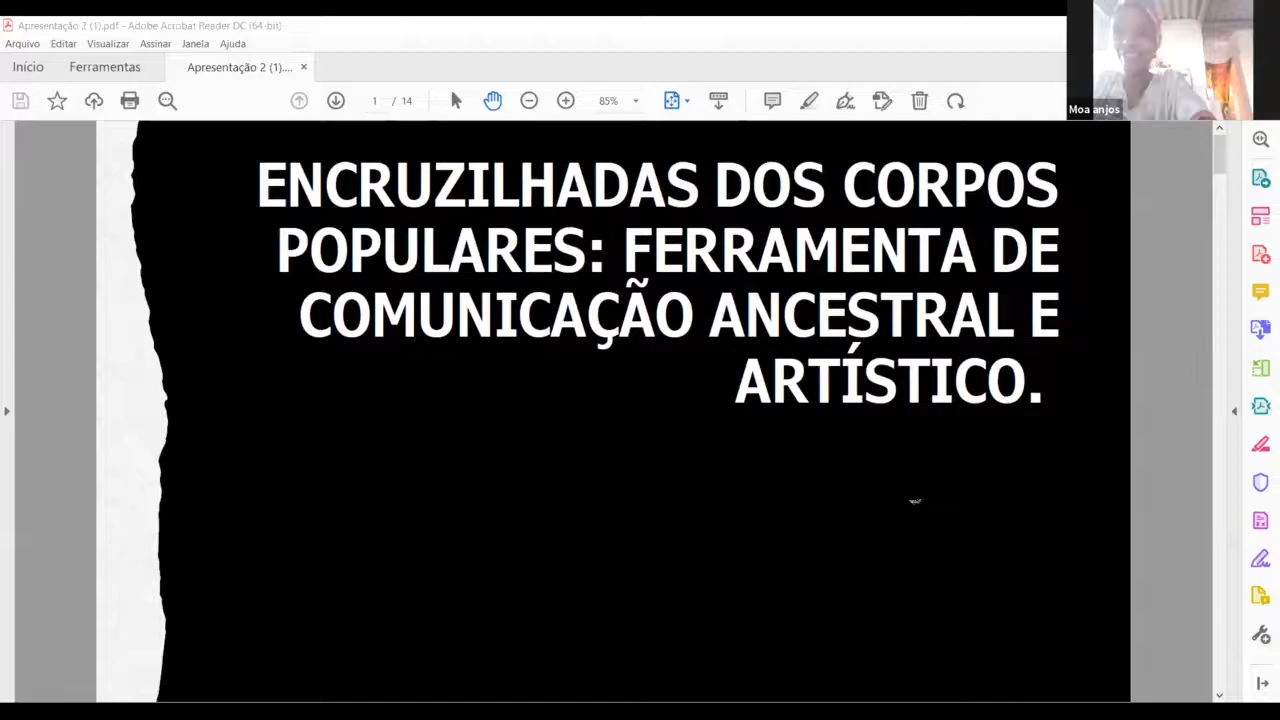 Apresentação 2 (1).pdf - Adobe Acrobat Reader DC (64-bit)
Arquivo Editar Visualizar Assinar Janela Ajuda
Início Ferramentas Apresentação 2 (1).... ×
1 / 14 85%
Moa anjos
ENCRUZILHADAS DOS CORPOS
POPULARES: FERRAMENTA DE
COMUNICAÇÃO ANCESTRAL E
ARTÍSTICO.